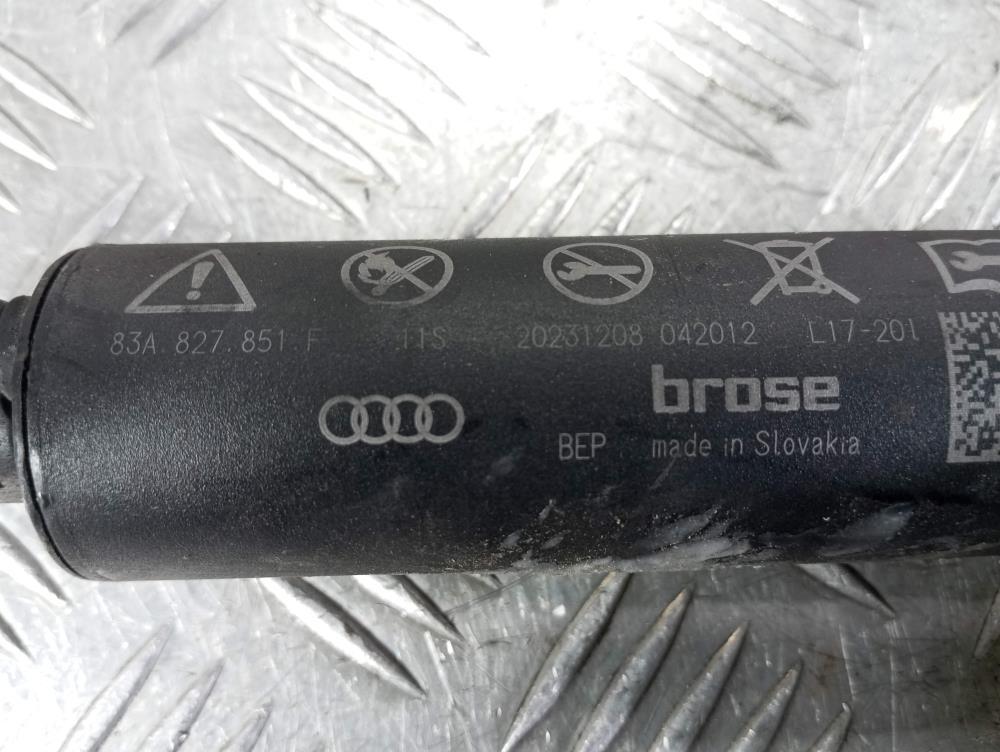 83A.827.851.F 11S 20231208 042012 L17-201
brose
BEP made in Slovakia